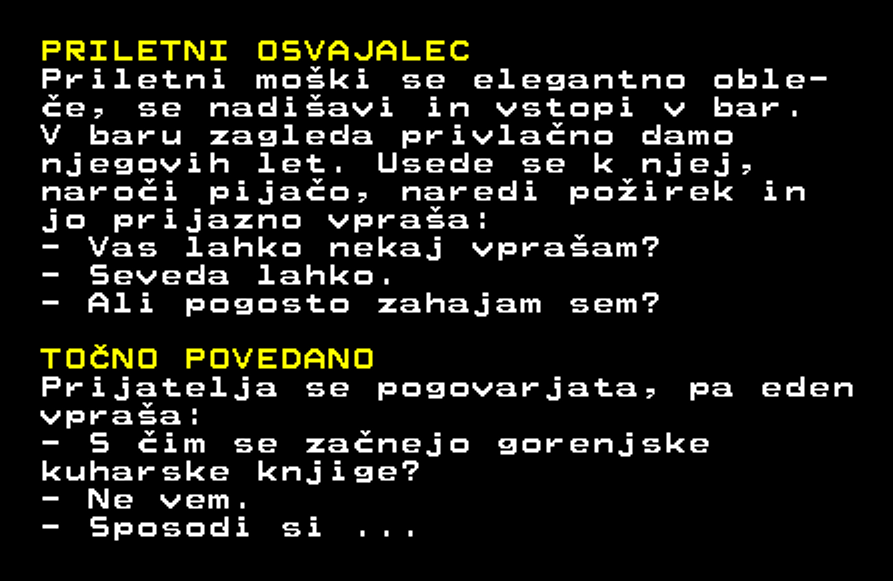 PRILETNI OSVAJALEC
Priletni moški se elegantno oble-
če, se nadišavi in vstopi v bar.
V baru zagleda privlačno damo
njegovih let. Usede se k njej,
naroči pijačo, naredi požirek in
jo prijazno vpraša:
- Vas lahko nekaj vprašam?
- Seveda lahko.
- Ali pogosto zahajam sem?
TOČNO POVEDANO
Prijatelja se pogovarjata, pa eden
vpraša:
- S čim se začnejo gorenjske
kuharske knjige?
- Ne vem.
- Sposodi si ...